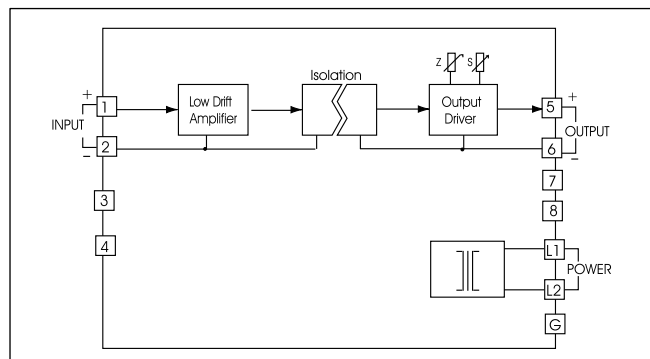 Isolation
Z S
+
1
INPUT
-
2
Low Drift
Amplifier
Output
Driver
5
+
OUTPUT
6
-
3
7
4
8
L1
POWER
L2
G